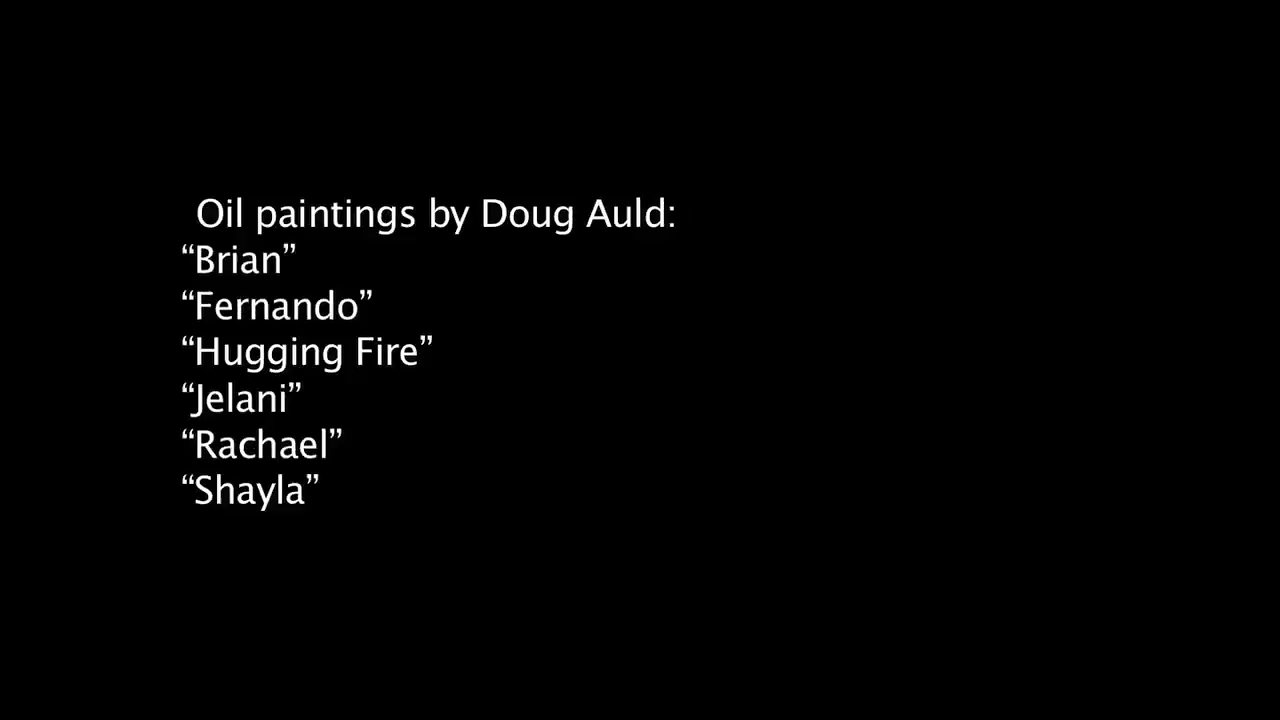 Oil paintings by Doug Auld:
“Brian”
“Fernando”
“Hugging Fire”
“Jelani”
“Rachael”
“Shayla”